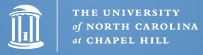 THE UNIVERSITY
of NORTH CAROLINA
at CHAPEL HILL